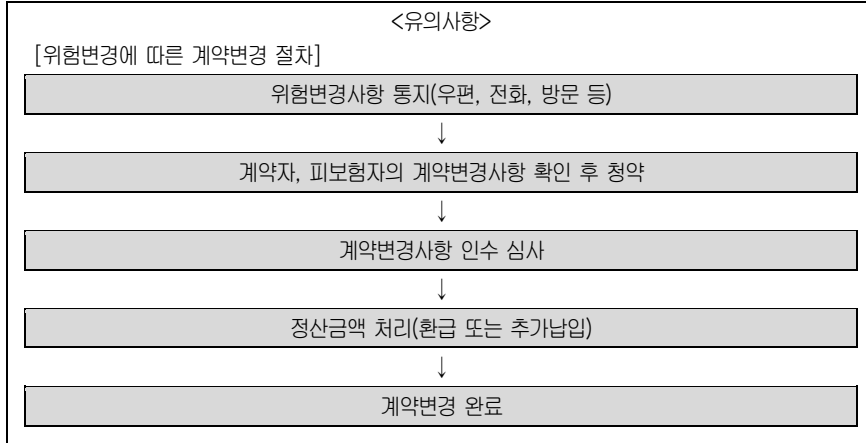 <유의사항>
[위험변경에 따른 계약변경 절차]
위험변경사항 통지(우편, 전화, 방문 등)
↓
계약자, 피보험자의 계약변경사항 확인 후 청약
↓
계약변경사항 인수 심사
↓
정산금액 처리(환급 또는 추가납입)
↓
계약변경 완료